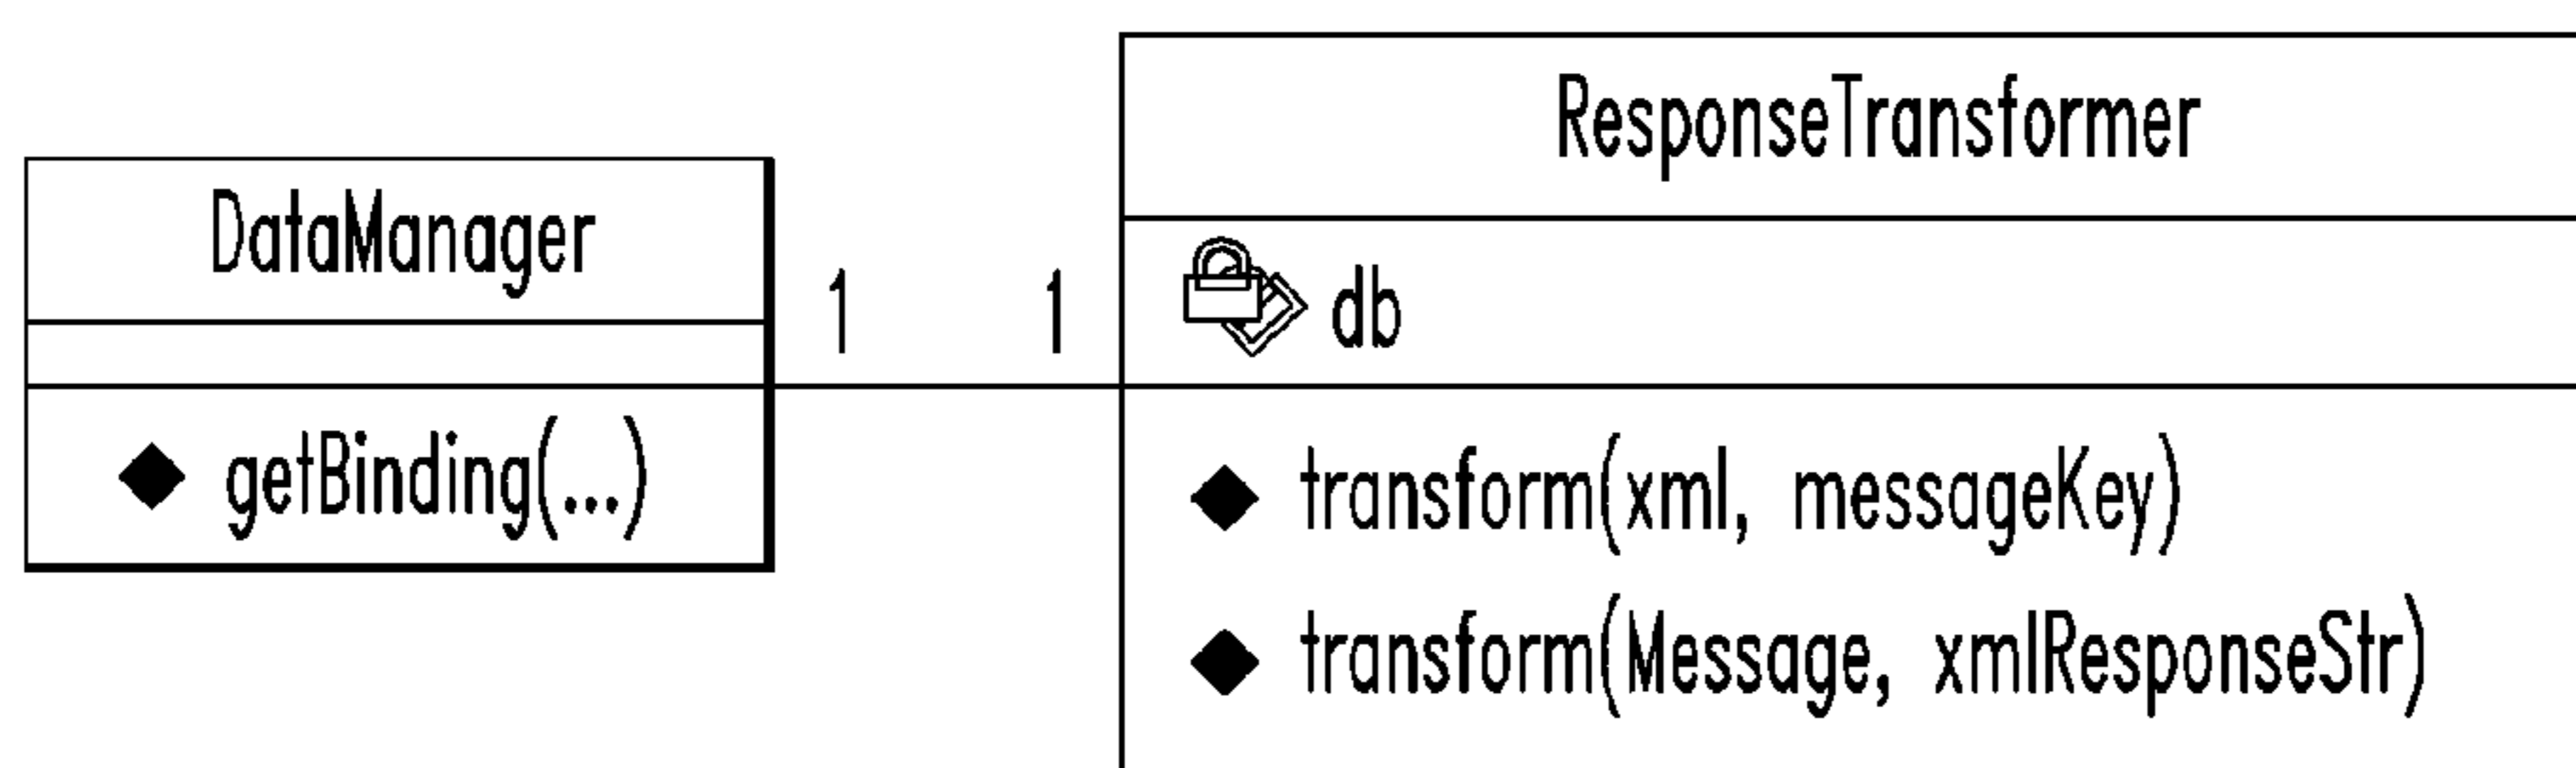 DataManager
getBinding(...)
1 1
ResponseTransformer
db
transform(xml, messageKey)
transform(Message, xmlResponseStr)